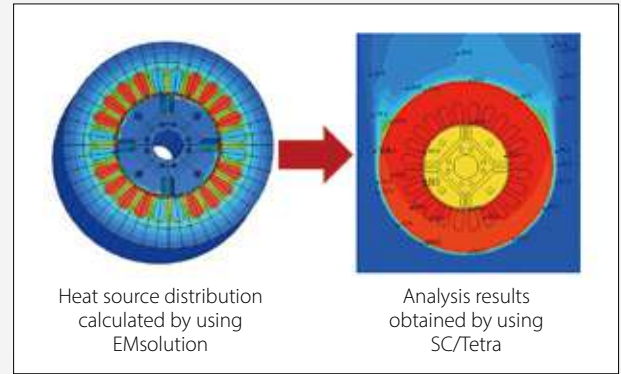 Heat source distribution
calculated by using
EMsolution
Analysis results
obtained by using
SC/Tetra